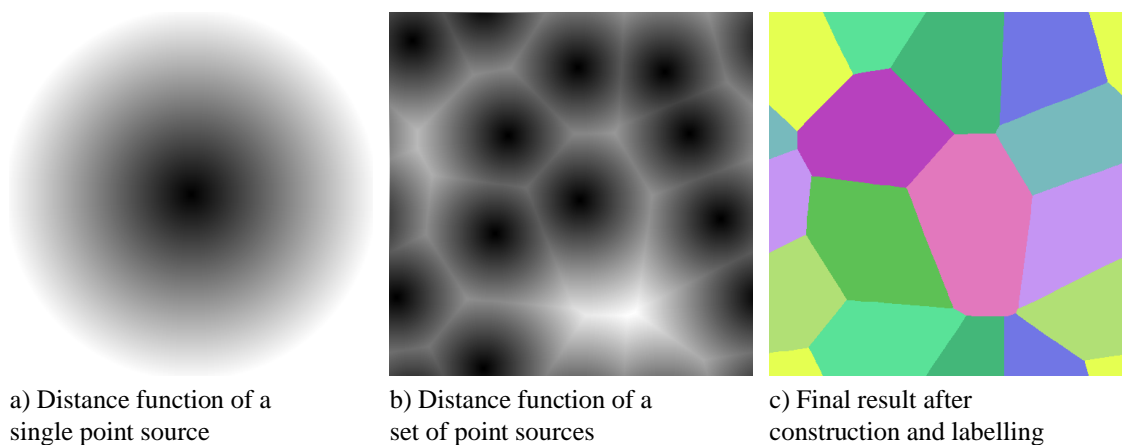 a) Distance function of a
single point source
b) Distance function of a
set of point sources
c) Final result after
construction and labelling